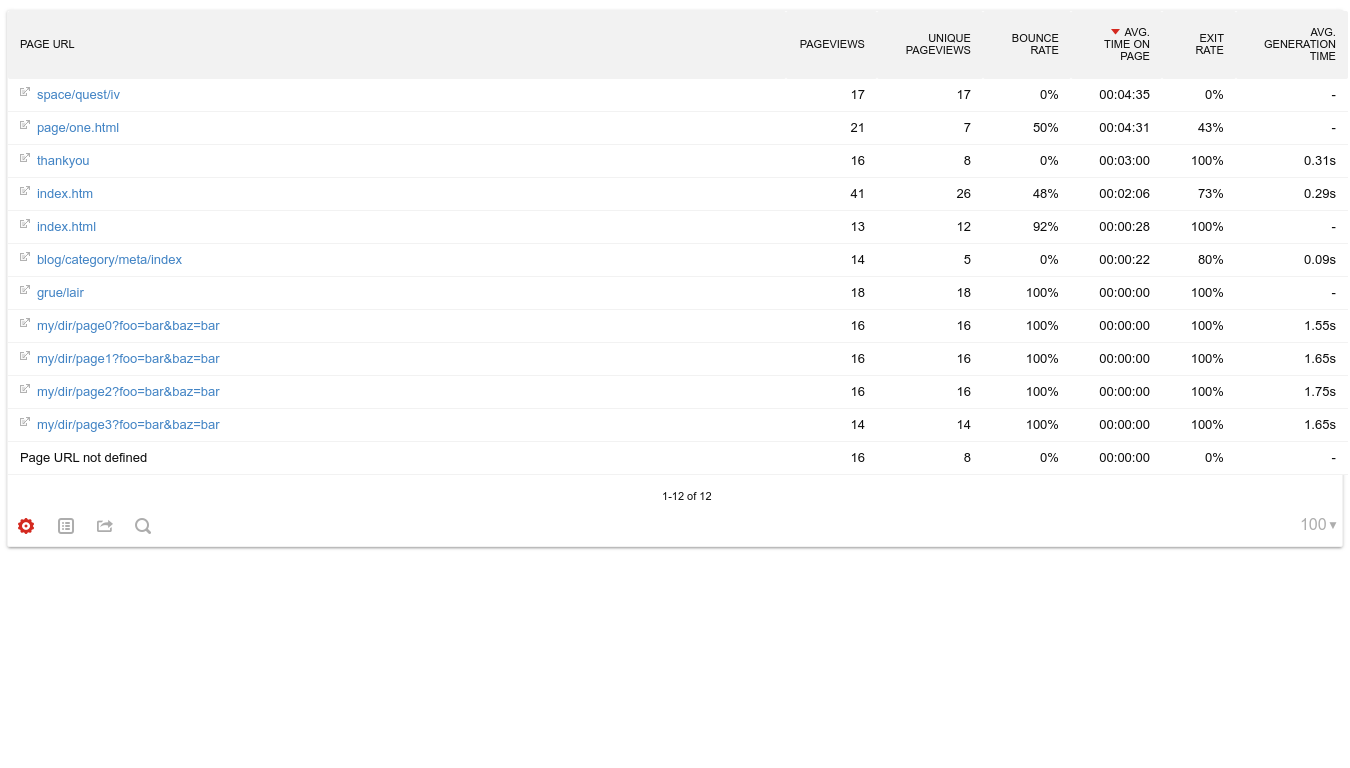 PAGE URL PAGEVIEWS UNIQUE PAGEVIEWS BOUNCE RATE AVG. TIME ON PAGE EXIT RATE AVG. GENERATION TIME
space/quest/iv 17 17 0% 00:04:35 0% -
page/one.html 21 7 50% 00:04:31 43% -
thankyou 16 8 0% 00:03:00 100% 0.31s
index.htm 41 26 48% 00:02:06 73% 0.29s
index.html 13 12 92% 00:00:28 100% -
blog/category/meta/index 14 5 0% 00:00:22 80% 0.09s
grue/lair 18 18 100% 00:00:00 100% -
my/dir/page0?foo=bar&baz=bar 16 16 100% 00:00:00 100% 1.55s
my/dir/page1?foo=bar&baz=bar 16 16 100% 00:00:00 100% 1.65s
my/dir/page2?foo=bar&baz=bar 16 16 100% 00:00:00 100% 1.75s
my/dir/page3?foo=bar&baz=bar 14 14 100% 00:00:00 100% 1.65s
Page URL not defined 16 8 0% 00:00:00 0% -
1-12 of 12
100